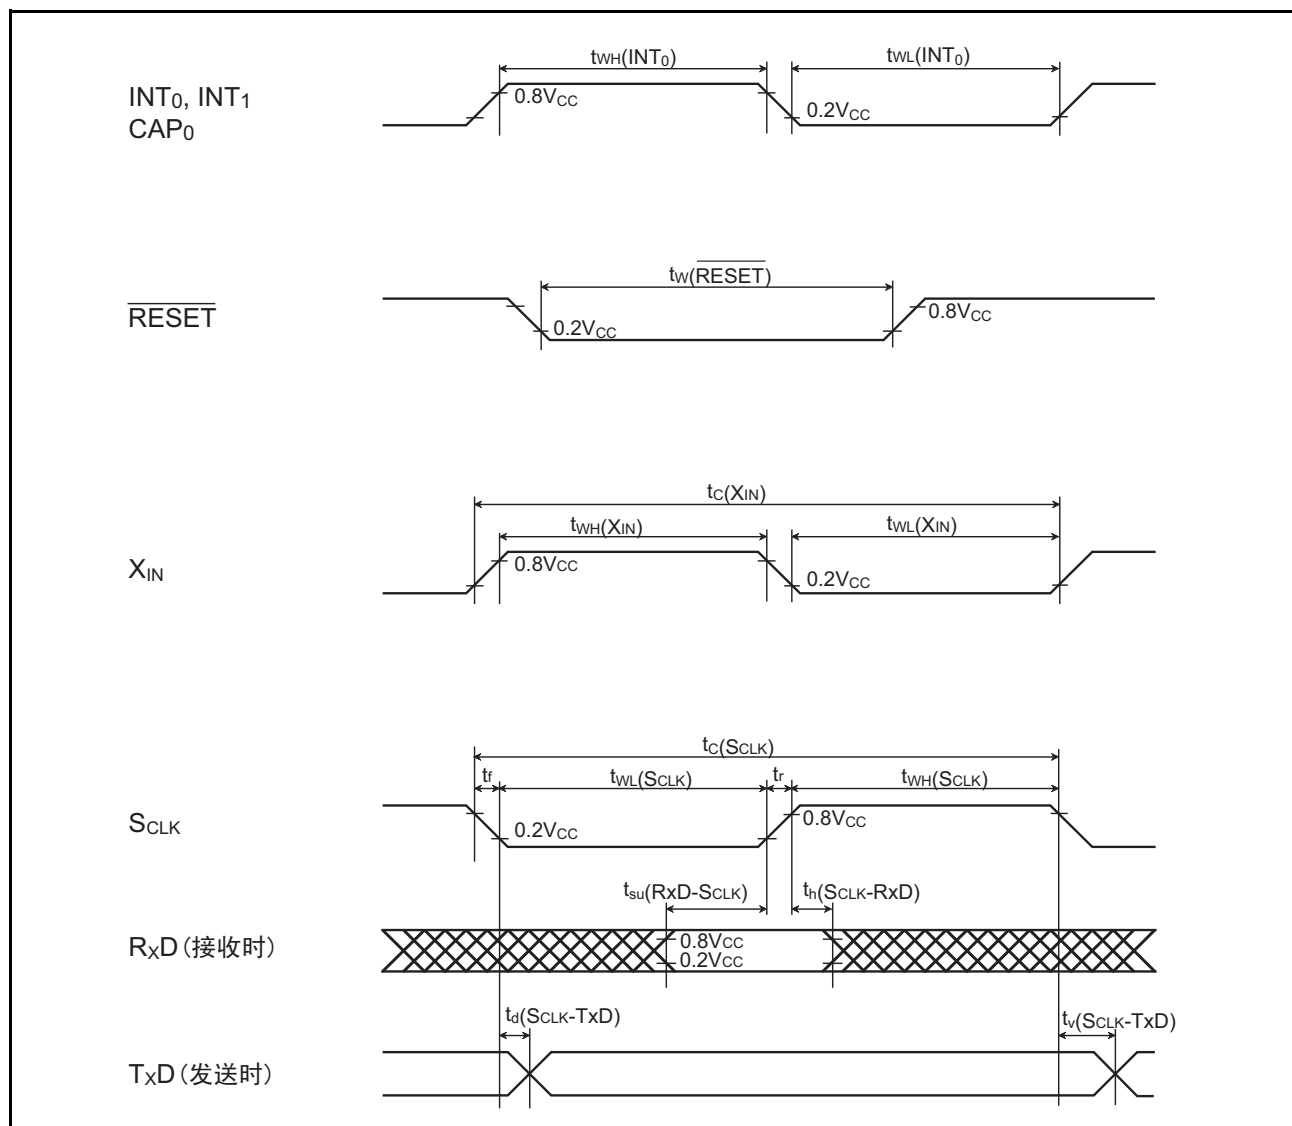 tWH(INT0)
tWL(INT0)
INT0, INT1
CAP0
0.8VCC
0.2VCC
tW(RESET)
RESET
0.2VCC
0.8VCC
tC(XIN)
tWH(XIN)
tWL(XIN)
XIN
0.8VCC
0.2VCC
tC(SCLK)
tf
tWL(SCLK)
tr
tWH(SCLK)
SCLK
0.2VCC
0.8VCC
tsu(RxD-SCLK)
th(SCLK-RxD)
RXD(接收时)
0.8VCC
0.2VCC
td(SCLK-TxD)
tv(SCLK-TxD)
TXD(发送时)